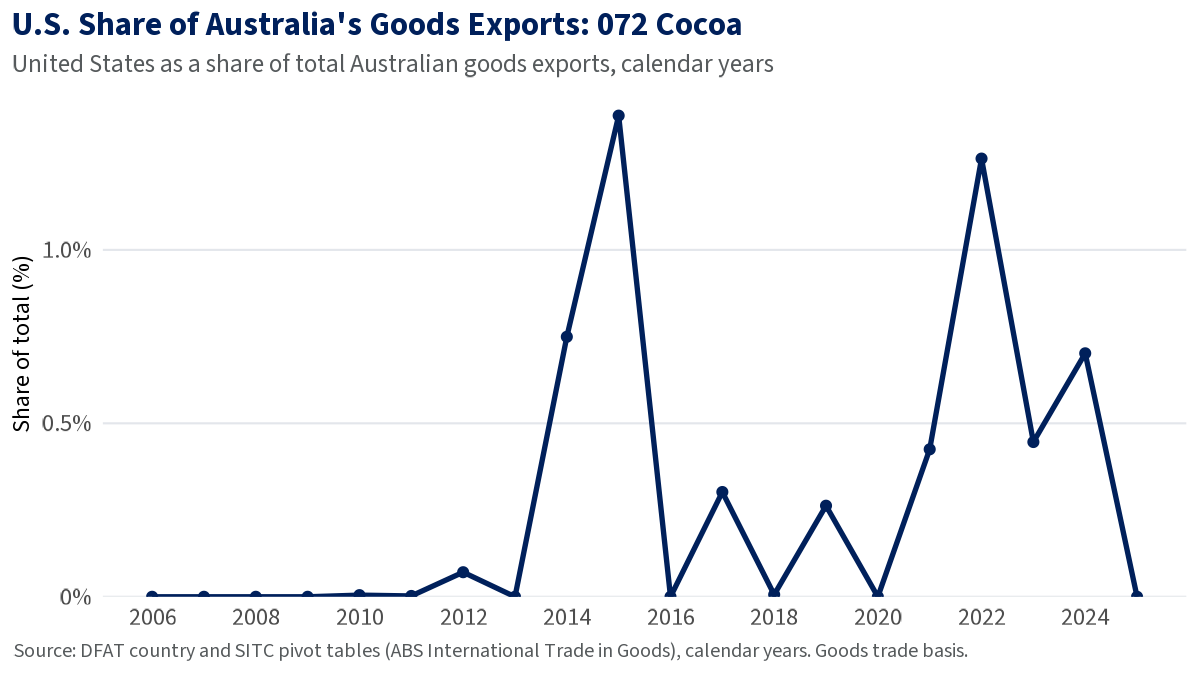 U.S. Share of Australia's Goods Exports: 072 Cocoa
United States as a share of total Australian goods exports, calendar years
Share of total (%)
1.0%
0.5%
0%
2006 2008 2010 2012 2014 2016 2018 2020 2022 2024
Source: DFAT country and SITC pivot tables (ABS International Trade in Goods), calendar years. Goods trade basis.